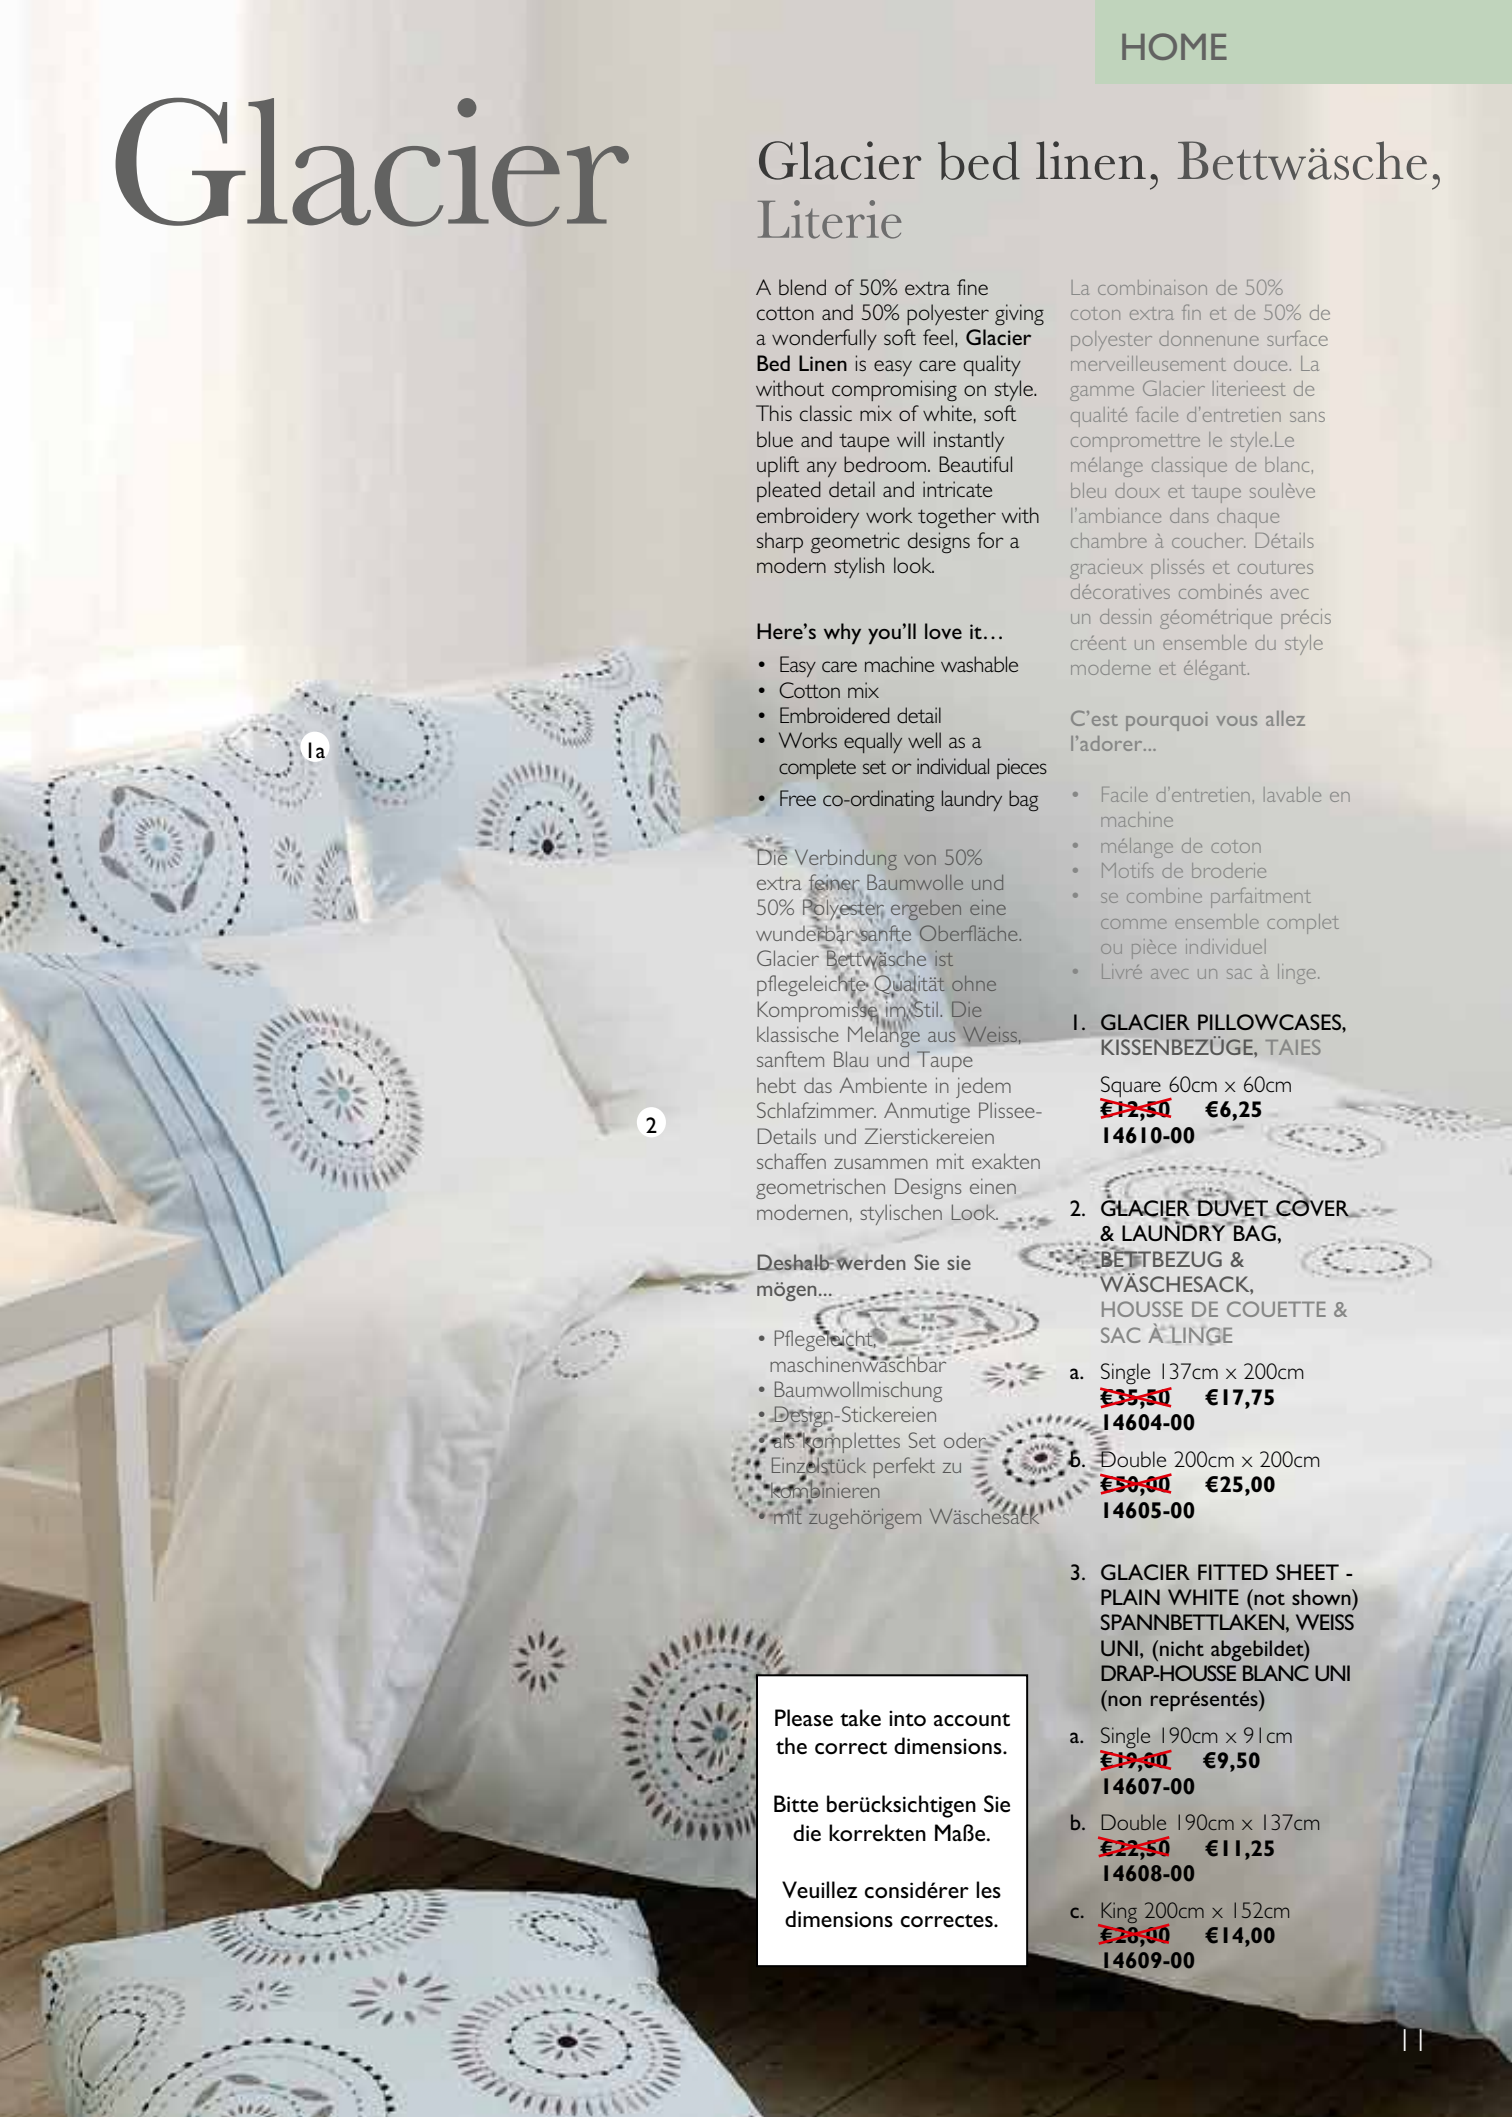 HOME
Glacier
Glacier bed linen, Bettwäsche,
Literie
A blend of 50% extra fine
cotton and 50% polyester giving
a wonderfully soft feel, Glacier
Bed Linen is easy care quality
without compromising on style.
This classic mix of white, soft
blue and taupe will instantly
uplift any bedroom. Beautiful
pleated detail and intricate
embroidery work together with
sharp geometric designs for a
modern stylish look.
Here's why you'll love it…
• Easy care machine washable
• Cotton mix
• Embroidered detail
• Works equally well as a
complete set or individual pieces
• Free co-ordinating laundry bag
Die Verbindung von 50%
extra feiner Baumwolle und
50% Polyester ergeben eine
wunderbar sanfte Oberfläche.
Glacier Bettwäsche ist
pflegeleichte Qualität ohne
Kompromisse im Stil. Die
klassische Melange aus Weiss,
sanftem Blau und Taupe
hebt das Ambiente in jedem
Schlafzimmer. Anmutige Plissee-
Details und Zierstickereien
schaffen zusammen mit exakten
geometrischen Designs einen
modernen, stylischen Look.
Deshalb werden Sie sie
mögen...
• Pflegeleicht,
maschinenwaschbar
• Baumwollmischung
• Design-Stickereien
• als komplettes Set oder
Einzelstück perfekt zu
kombinieren
• mit zugehörigem Wäschesack
La combinaison de 50%
coton extra fin et de 50% de
polyester donnenune surface
merveilleusement douce. La
gamme Glacier literieest de
qualité facile d'entretien sans
compromettre le style.Le
mélange classique de blanc,
bleu doux et taupe soulève
l'ambiance dans chaque
chambre à coucher. Détails
gracieux plissés et coutures
décoratives combinés avec
un dessin géométrique précis
créent un ensemble du style
moderne et élégant.
C'est pourquoi vous allez
l'adorer...
• Facile d'entretien, lavable en
machine
• mélange de coton
• Motifs de broderie
• se combine parfaitment
comme ensemble complet
ou pièce individuel
• Livré avec un sac à linge.
1. GLACIER PILLOWCASES,
KISSENBEZÜGE, TAIES
Square 60cm x 60cm
€12,50 €6,25
14610-00
2. GLACIER DUVET COVER
& LAUNDRY BAG,
BETTBEZUG &
WÄSCHESACK,
HOUSSE DE COUETTE &
SAC À LINGE
a. Single 137cm x 200cm
€35,50 €17,75
14604-00
b. Double 200cm x 200cm
€50,00 €25,00
14605-00
3. GLACIER FITTED SHEET -
PLAIN WHITE (not shown)
SPANNBETTLAKEN, WEISS
UNI, (nicht abgebildet)
DRAP-HOUSSE BLANC UNI
(non représentés)
a. Single 190cm x 91cm
€19,00 €9,50
14607-00
b. Double 190cm x 137cm
€22,50 €11,25
14608-00
c. King 200cm x 152cm
€28,00 €14,00
14609-00
1a
2
Please take into account
the correct dimensions.
Bitte berücksichtigen Sie
die korrekten Maße.
Veuillez considérer les
dimensions correctes.
11